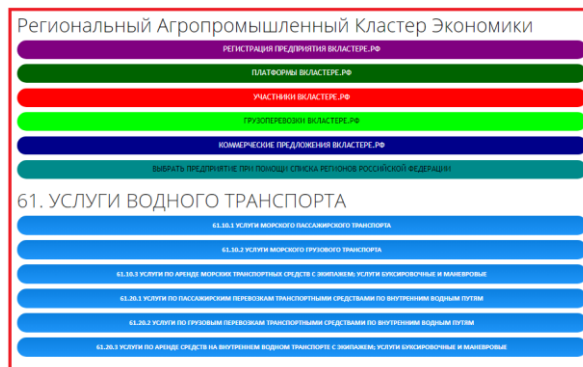 Региональный Агропромышленный Кластер Экономики
РЕГИСТРАЦИЯ ПРЕДПРИЯТИЯ ВКЛАСТЕРЕ.РФ
ПЛАТФОРМЫ ВКЛАСТЕРЕ.РФ
УЧАСТНИКИ ВКЛАСТЕРЕ.РФ
ГРУЗОПЕРЕВОЗКИ ВКЛАСТЕРЕ.РФ
КОММЕРЧЕСКИЕ ПРЕДЛОЖЕНИЯ ВКЛАСТЕРЕ.РФ
ВЫБРАТЬ ПРЕДПРИЯТИЕ ПРИ ПОМОЩИ СПИСКА РЕГИОНОВ РОССИЙСКОЙ ФЕДЕРАЦИИ
61. УСЛУГИ ВОДНОГО ТРАНСПОРТА
61.10.1 УСЛУГИ МОРСКОГО ПАССАЖИРСКОГО ТРАНСПОРТА
61.10.2 УСЛУГИ МОРСКОГО ГРУЗОВОГО ТРАНСПОРТА
61.10.3 УСЛУГИ ПО АРЕНДЕ МОРСКИХ ТРАНСПОРТНЫХ СРЕДСТВ С ЭКИПАЖЕМ; УСЛУГИ БУКСИРОВОЧНЫЕ И МАНЕВРОВЫЕ
61.20.1 УСЛУГИ ПО ПАССАЖИРСКИМ ПЕРЕВОЗКАМ ТРАНСПОРТНЫМИ СРЕДСТВАМИ ПО ВНУТРЕННИМ ВОДНЫМ ПУТЯМ
61.20.2 УСЛУГИ ПО ГРУЗОВЫМ ПЕРЕВОЗКАМ ТРАНСПОРТНЫМИ СРЕДСТВАМИ ПО ВНУТРЕННИМ ВОДНЫМ ПУТЯМ
61.20.3 УСЛУГИ ПО АРЕНДЕ СРЕДСТВ НА ВНУТРЕННЕМ ВОДНОМ ТРАНСПОРТЕ С ЭКИПАЖЕМ; УСЛУГИ БУКСИРОВОЧНЫЕ И МАНЕВРОВЫЕ